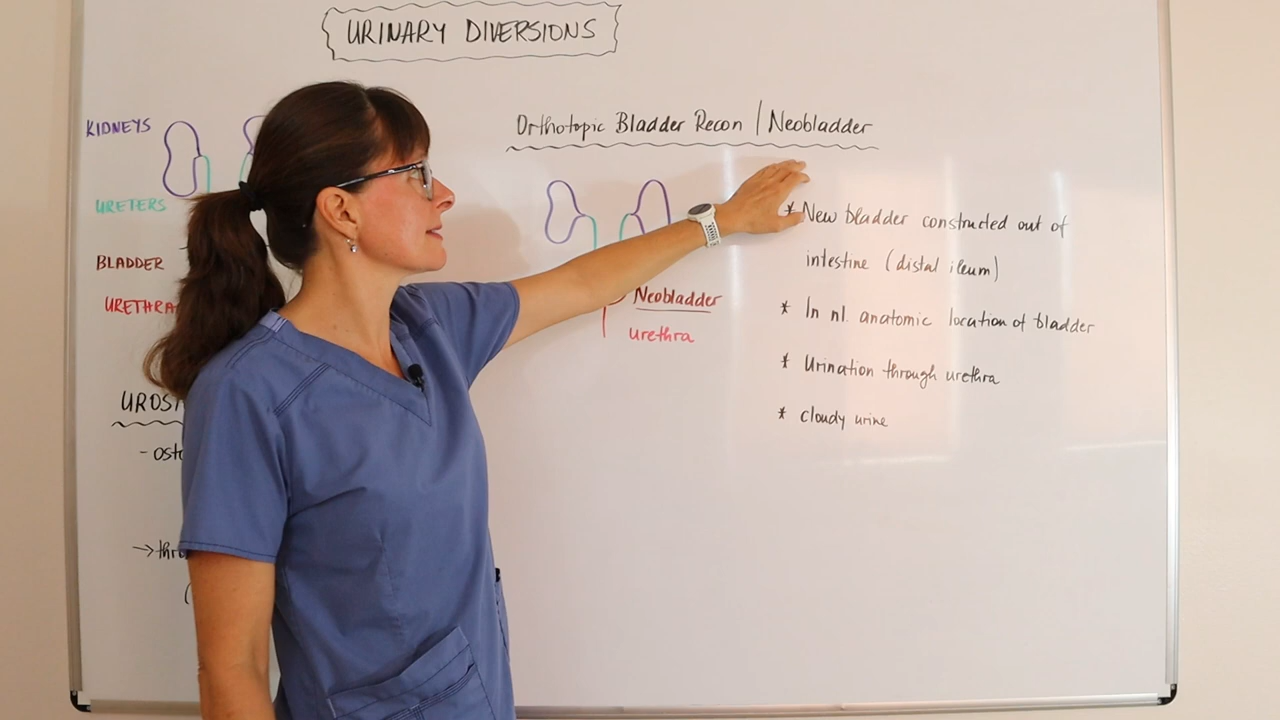 URINARY DIVERSIONS
KIDNEYS
URETERS
BLADDER
URETHRA
Orthotopic Bladder Recon / Neobladder
Neobladder
urethra
* New bladder constructed out of
intestine (distal ileum)
* In nl. anatomic location of bladder
* Urination through urethra
* cloudy urine